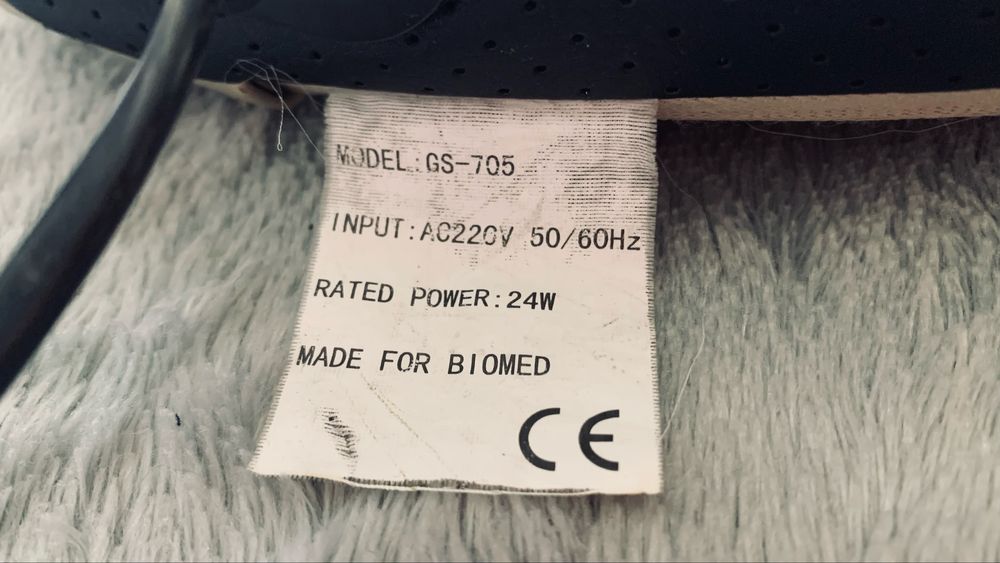 MODEL:GS-705
INPUT:AC220V 50/60Hz
RATED POWER:24W
MADE FOR BIOMED
CE